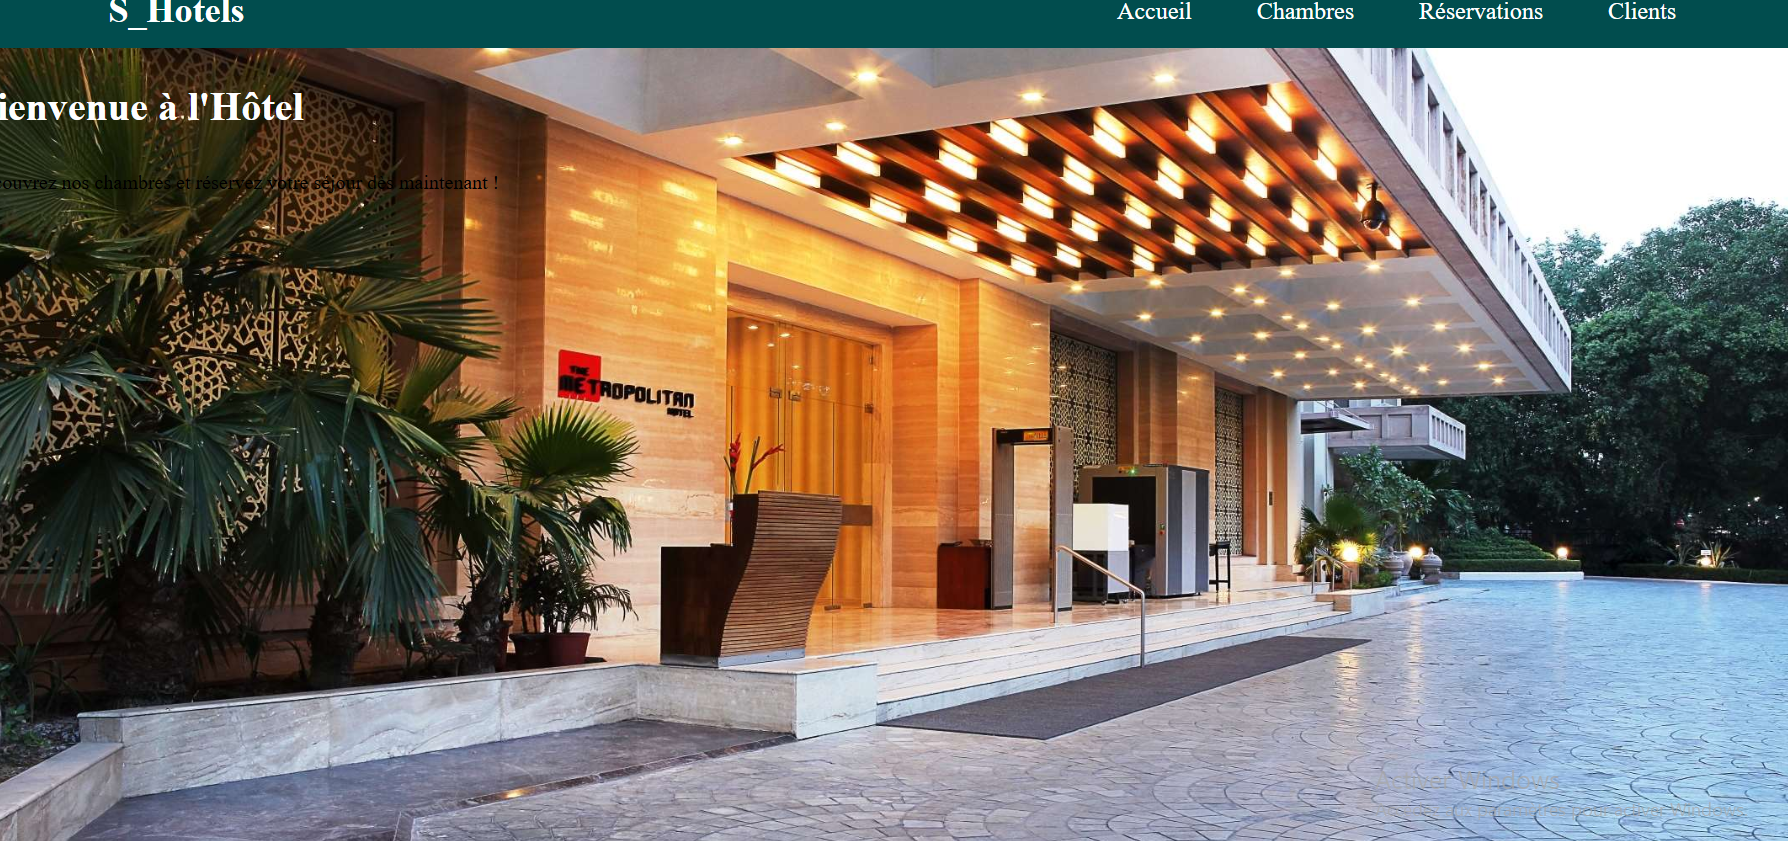 S_Hotels
Accueil Chambres Réservations Clients
ienvenue à l'Hôtel
ouvrez nos chambres et réservez votre séjour dès maintenant !
THE
METROPOLITAN
HOTEL
Windows